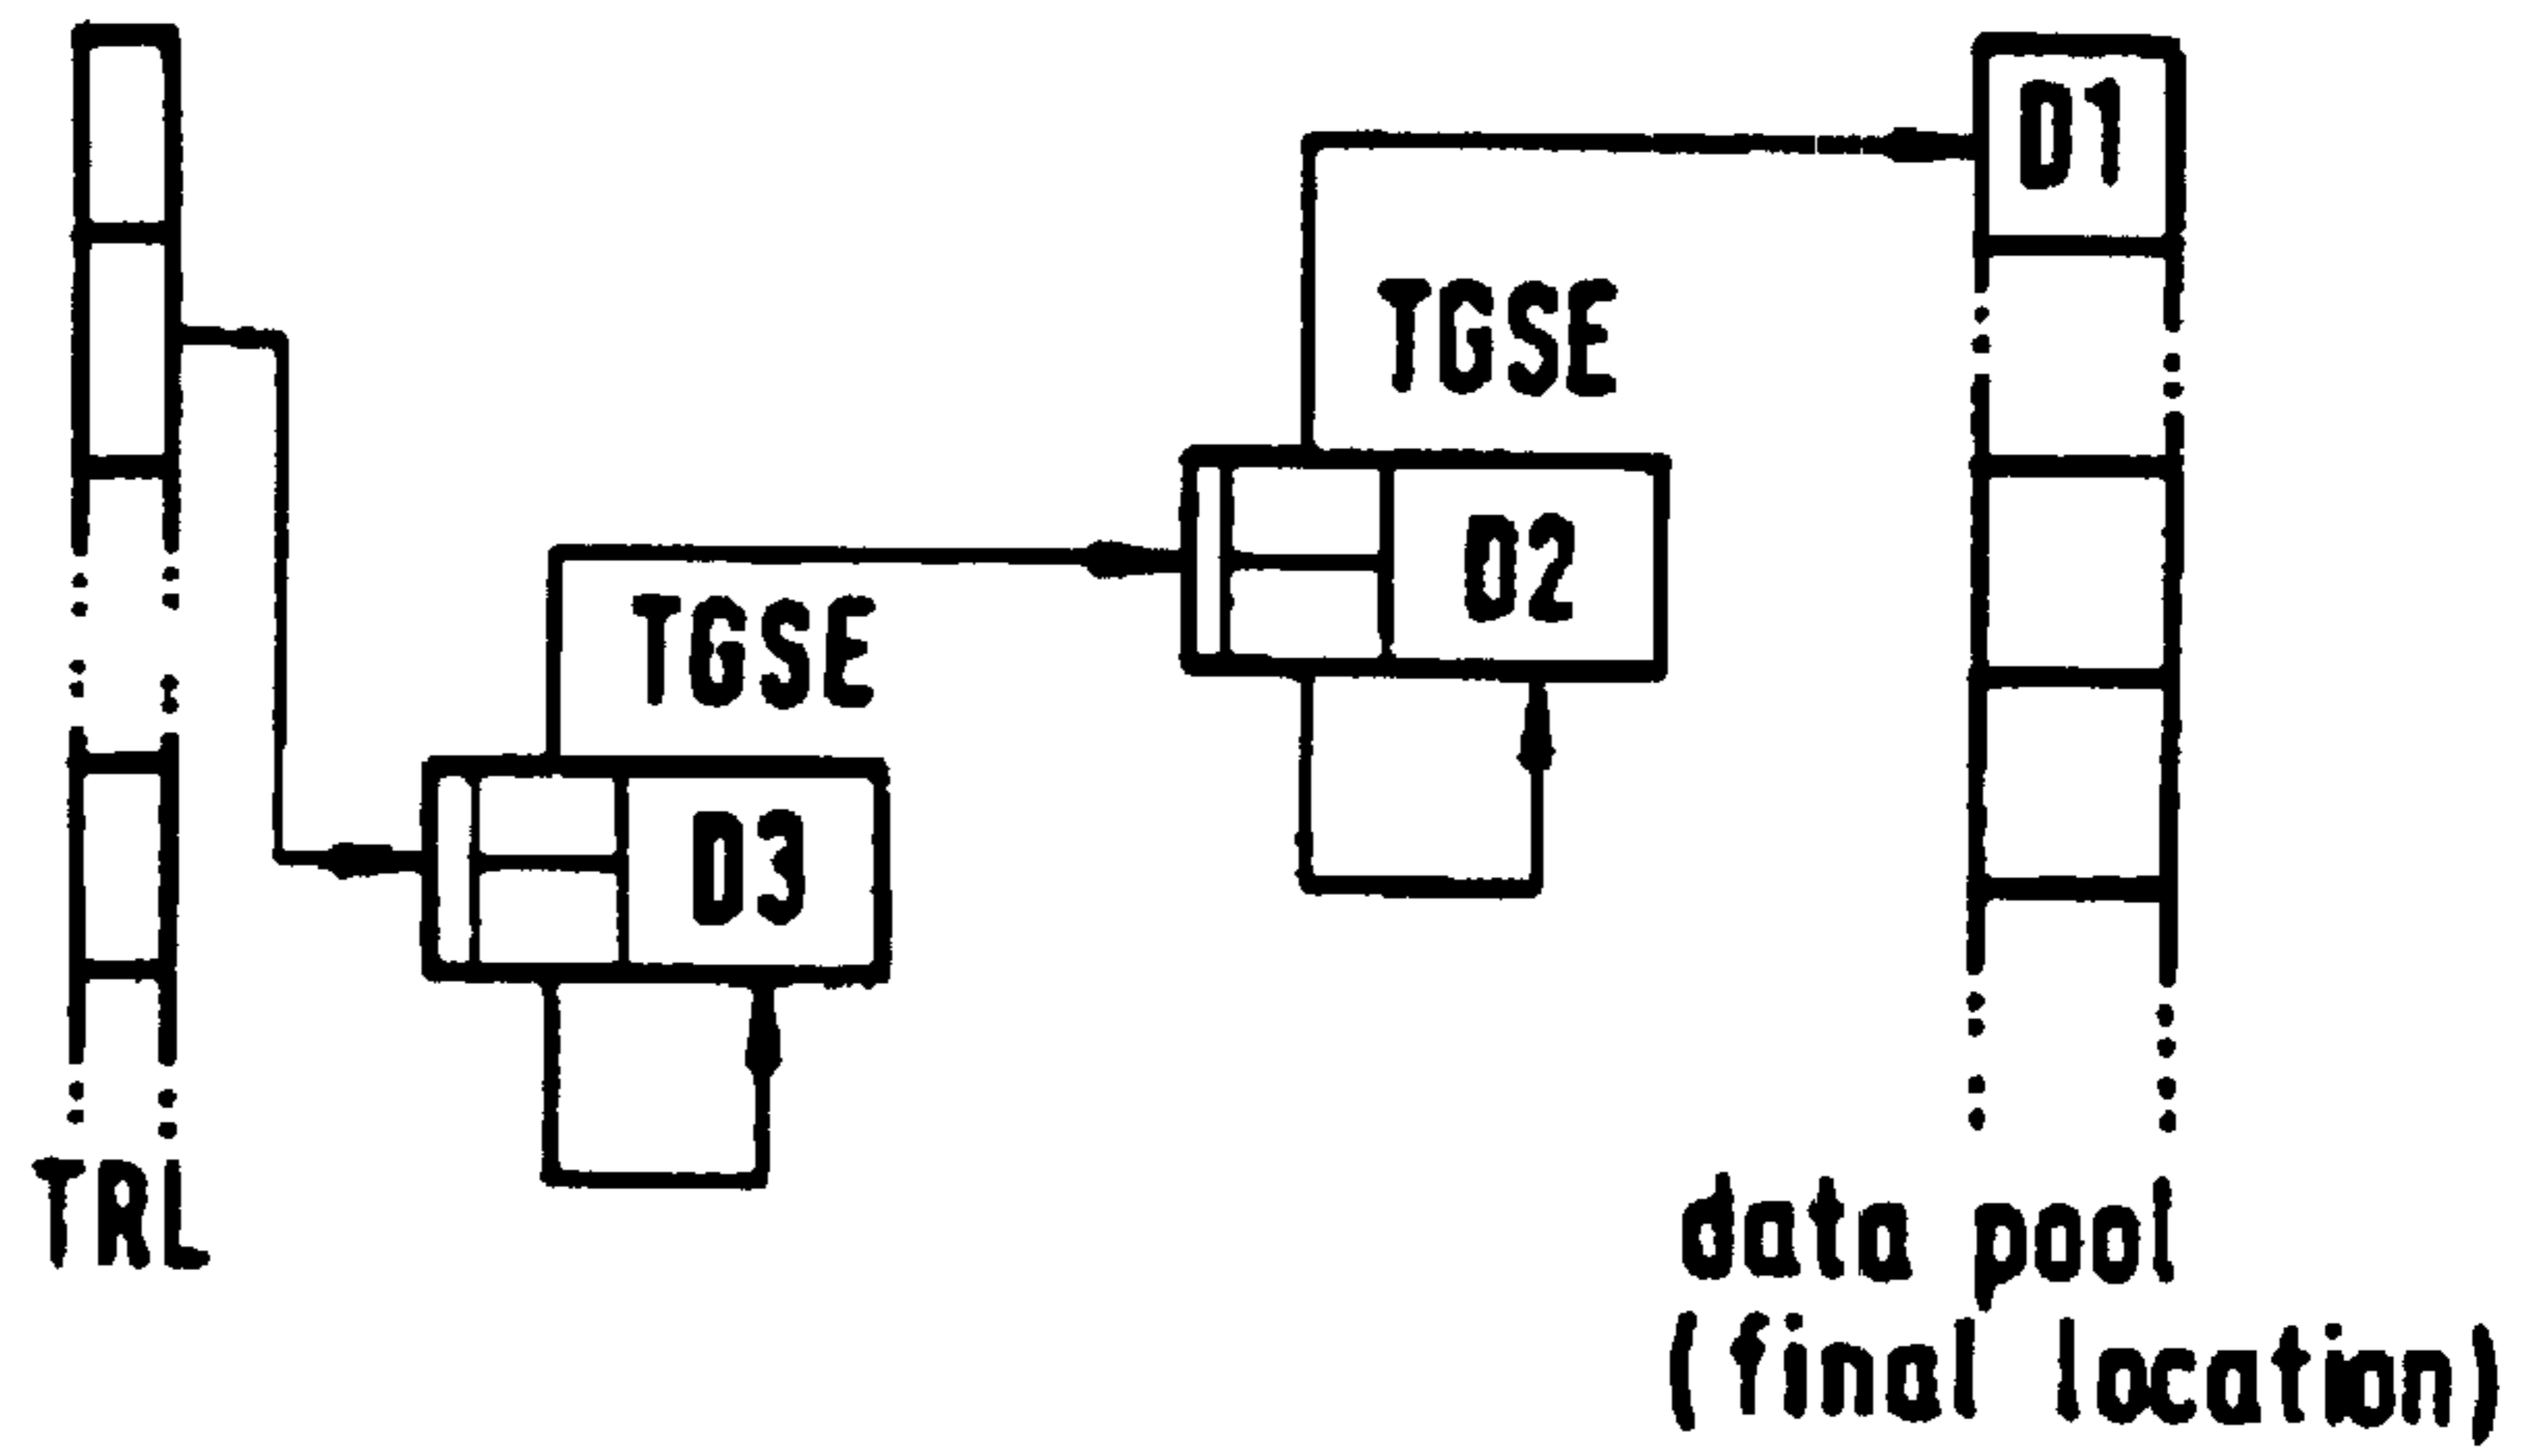 D1
TGSE
D2
TGSE
D3
TRL
data pool
(final location)